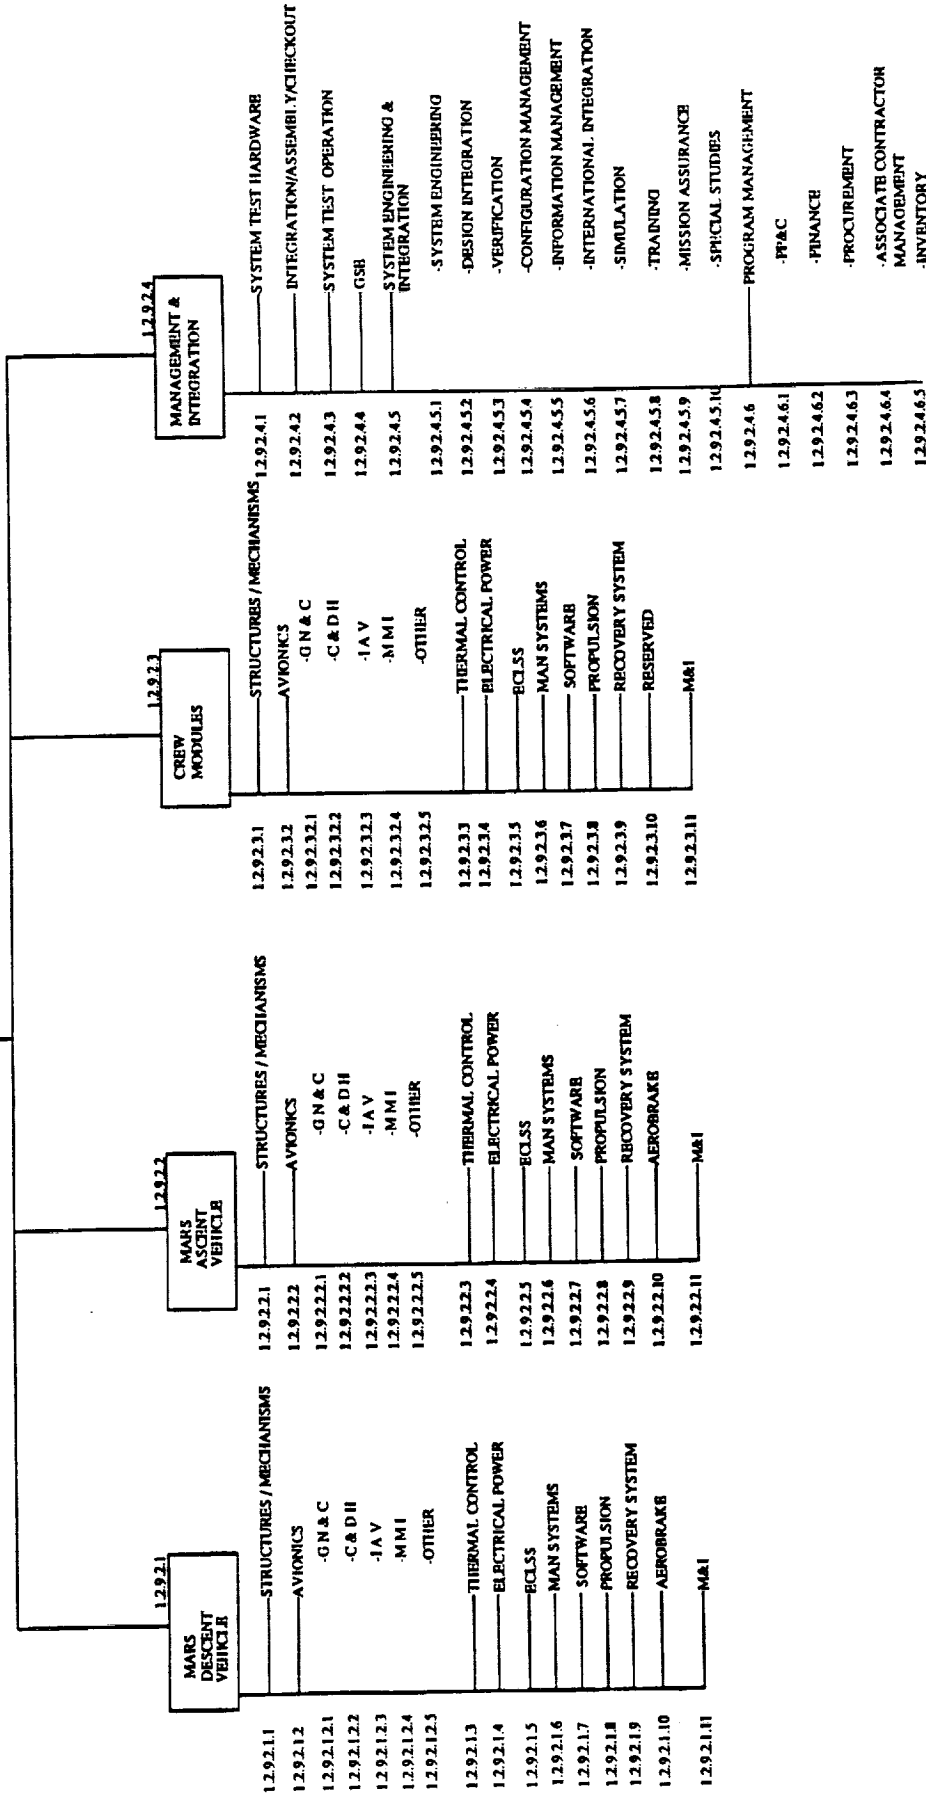 1.2.9.2.1
MARS
DESCENT
VEHICLE
1.2.9.2.1.1 STRUCTURES / MECHANISMS
1.2.9.2.1.2 AVIONICS
1.2.9.2.1.2.1 -G N & C
1.2.9.2.1.2.2 -C & D H
1.2.9.2.1.2.3 -I A V
1.2.9.2.1.2.4 -M M I
1.2.9.2.1.2.5 -OTHER
1.2.9.2.1.3 THERMAL CONTROL
1.2.9.2.1.4 ELECTRICAL POWER
1.2.9.2.1.5 ECLSS
1.2.9.2.1.6 MAN SYSTEMS
1.2.9.2.1.7 SOFTWARE
1.2.9.2.1.8 PROPULSION
1.2.9.2.1.9 RECOVERY SYSTEM
1.2.9.2.1.10 AEROBRAKE
1.2.9.2.1.11 M&I
1.2.9.2.2
MARS
ASCENT
VEHICLE
1.2.9.2.2.1 STRUCTURES / MECHANISMS
1.2.9.2.2.2 AVIONICS
1.2.9.2.2.2.1 -G N & C
1.2.9.2.2.2.2 -C & D H
1.2.9.2.2.2.3 -I A V
1.2.9.2.2.2.4 -M M I
1.2.9.2.2.2.5 -OTHER
1.2.9.2.2.3 THERMAL CONTROL
1.2.9.2.2.4 ELECTRICAL POWER
1.2.9.2.2.5 ECLSS
1.2.9.2.2.6 MAN SYSTEMS
1.2.9.2.2.7 SOFTWARE
1.2.9.2.2.8 PROPULSION
1.2.9.2.2.9 RECOVERY SYSTEM
1.2.9.2.2.10 AEROBRAKE
1.2.9.2.2.11 M&I
1.2.9.2.3
CREW
MODULES
1.2.9.2.3.1 STRUCTURES / MECHANISMS
1.2.9.2.3.2 AVIONICS
1.2.9.2.3.2.1 -G N & C
1.2.9.2.3.2.2 -C & D H
1.2.9.2.3.2.3 -I A V
1.2.9.2.3.2.4 -M M I
1.2.9.2.3.2.5 -OTHER
1.2.9.2.3.3 THERMAL CONTROL
1.2.9.2.3.4 ELECTRICAL POWER
1.2.9.2.3.5 ECLSS
1.2.9.2.3.6 MAN SYSTEMS
1.2.9.2.3.7 SOFTWARE
1.2.9.2.3.8 PROPULSION
1.2.9.2.3.9 RECOVERY SYSTEM
1.2.9.2.3.10 RESERVED
1.2.9.2.3.11 M&I
1.2.9.2.4
MANAGEMENT &
INTEGRATION
1.2.9.2.4.1 SYSTEM TEST HARDWARE
1.2.9.2.4.2 INTEGRATION/ASSEMBLY/CHECKOUT
1.2.9.2.4.3 SYSTEM TEST OPERATION
1.2.9.2.4.4 GSE
1.2.9.2.4.5 SYSTEM ENGINEERING &
INTEGRATION
1.2.9.2.4.5.1 -SYSTEM ENGINEERING
1.2.9.2.4.5.2 -DESIGN INTEGRATION
1.2.9.2.4.5.3 -VERIFICATION
1.2.9.2.4.5.4 -CONFIGURATION MANAGEMENT
1.2.9.2.4.5.5 -INFORMATION MANAGEMENT
1.2.9.2.4.5.6 -INTERNATIONAL INTEGRATION
1.2.9.2.4.5.7 -SIMULATION
1.2.9.2.4.5.8 -TRAINING
1.2.9.2.4.5.9 -MISSION ASSURANCE
1.2.9.2.4.5.10 -SPECIAL STUDIES
1.2.9.2.4.6 PROGRAM MANAGEMENT
1.2.9.2.4.6.1 -PP&C
1.2.9.2.4.6.2 -FINANCE
1.2.9.2.4.6.3 -PROCUREMENT
1.2.9.2.4.6.4 -ASSOCIATE CONTRACTOR
MANAGEMENT
1.2.9.2.4.6.5 -INVENTORY